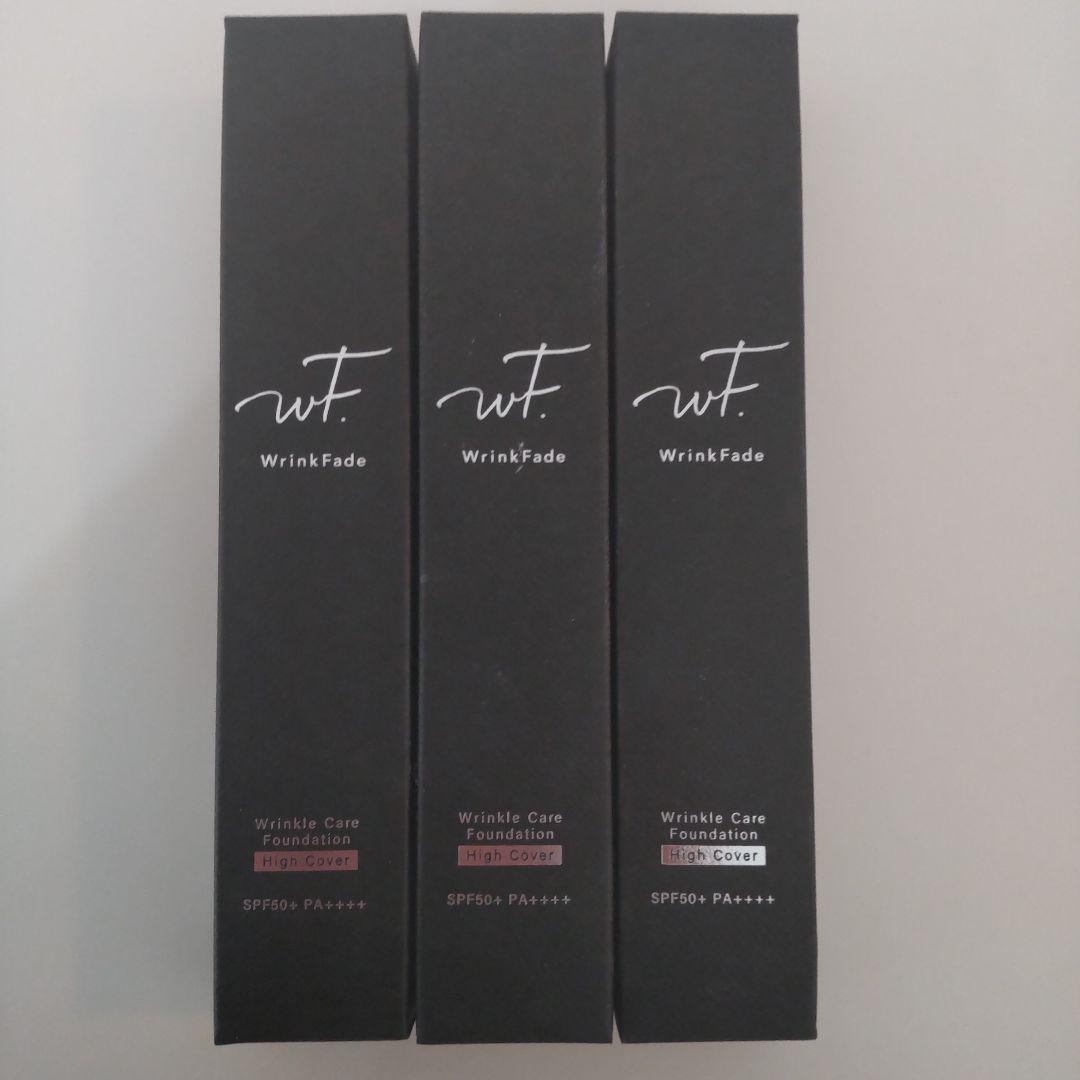 wF.
WrinkFade
Wrinkle Care
Foundation
High Cover
SPF50+ PA++++
wF.
WrinkFade
Wrinkle Care
Foundation
High Cover
SPF50+ PA++++
wF.
WrinkFade
Wrinkle Care
Foundation
High Cover
SPF50+ PA++++